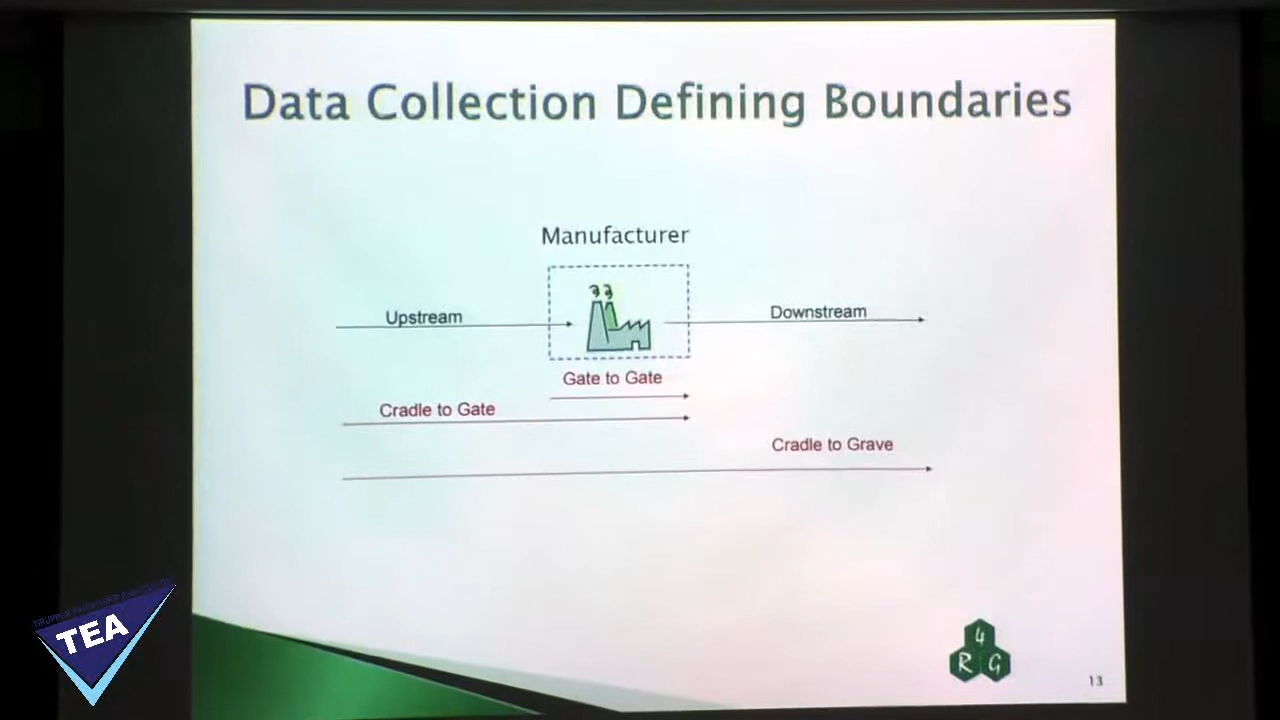 Data Collection Defining Boundaries
Manufacturer
Upstream
Downstream
Gate to Gate
Cradle to Gate
Cradle to Grave
TEA
4
R G
13